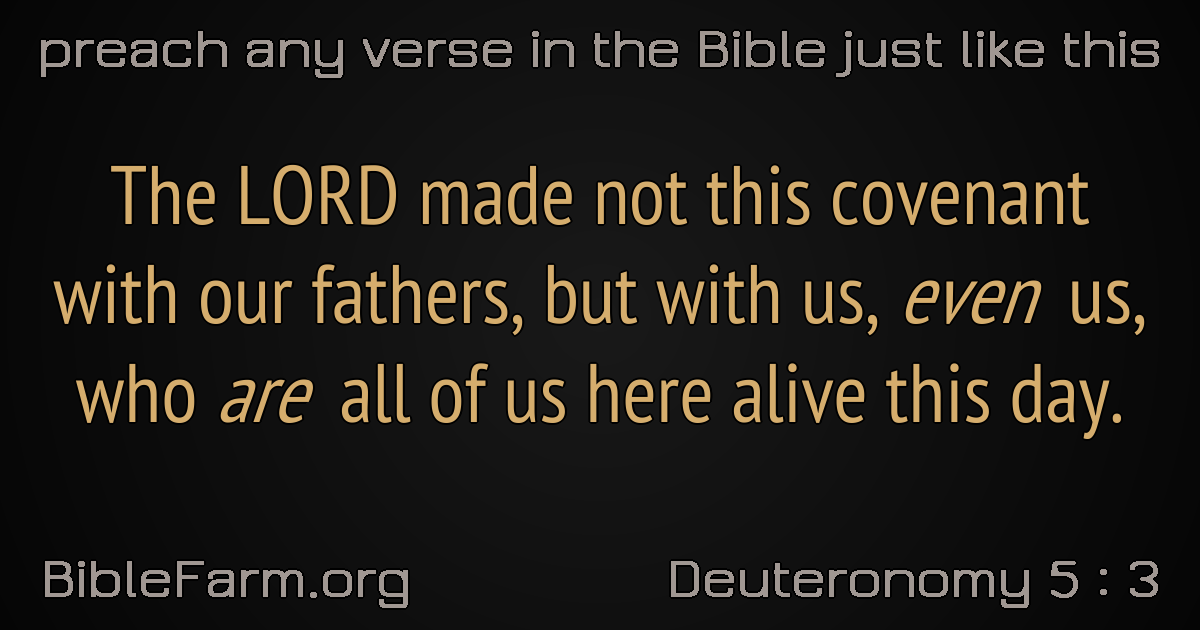 preach any verse in the Bible just like this
The LORD made not this covenant
with our fathers, but with us, even us,
who are all of us here alive this day.
BibleFarm.org
Deuteronomy 5 : 3